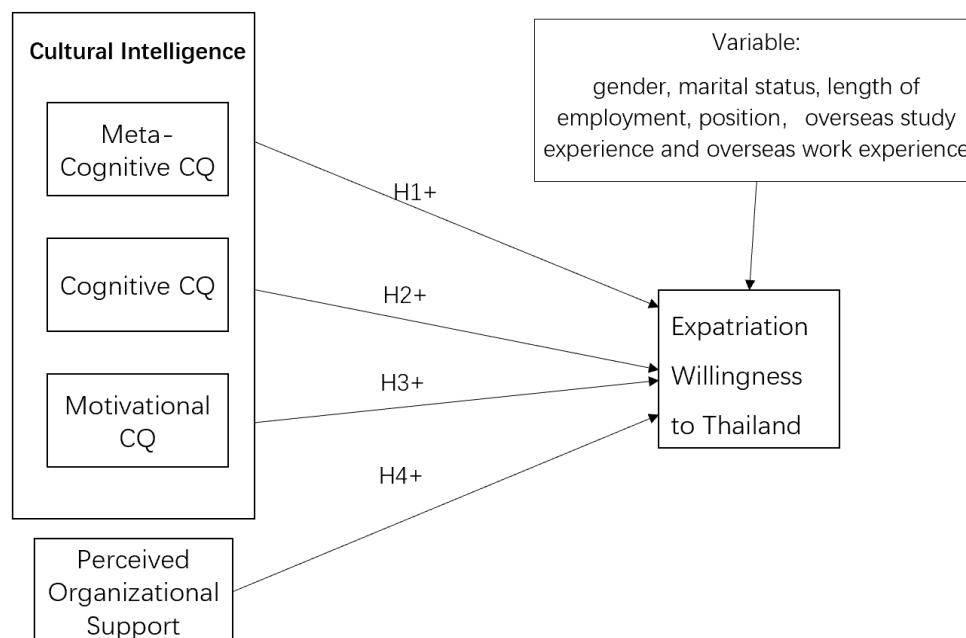 Cultural Intelligence
Meta-
Cognitive CQ
Cognitive CQ
Motivational
CQ
Perceived
Organizational
Support
H1+
H2+
H3+
H4+
Variable:
gender, marital status, length of
employment, position, overseas study
experience and overseas work experience
Expatriation
Willingness
to Thailand